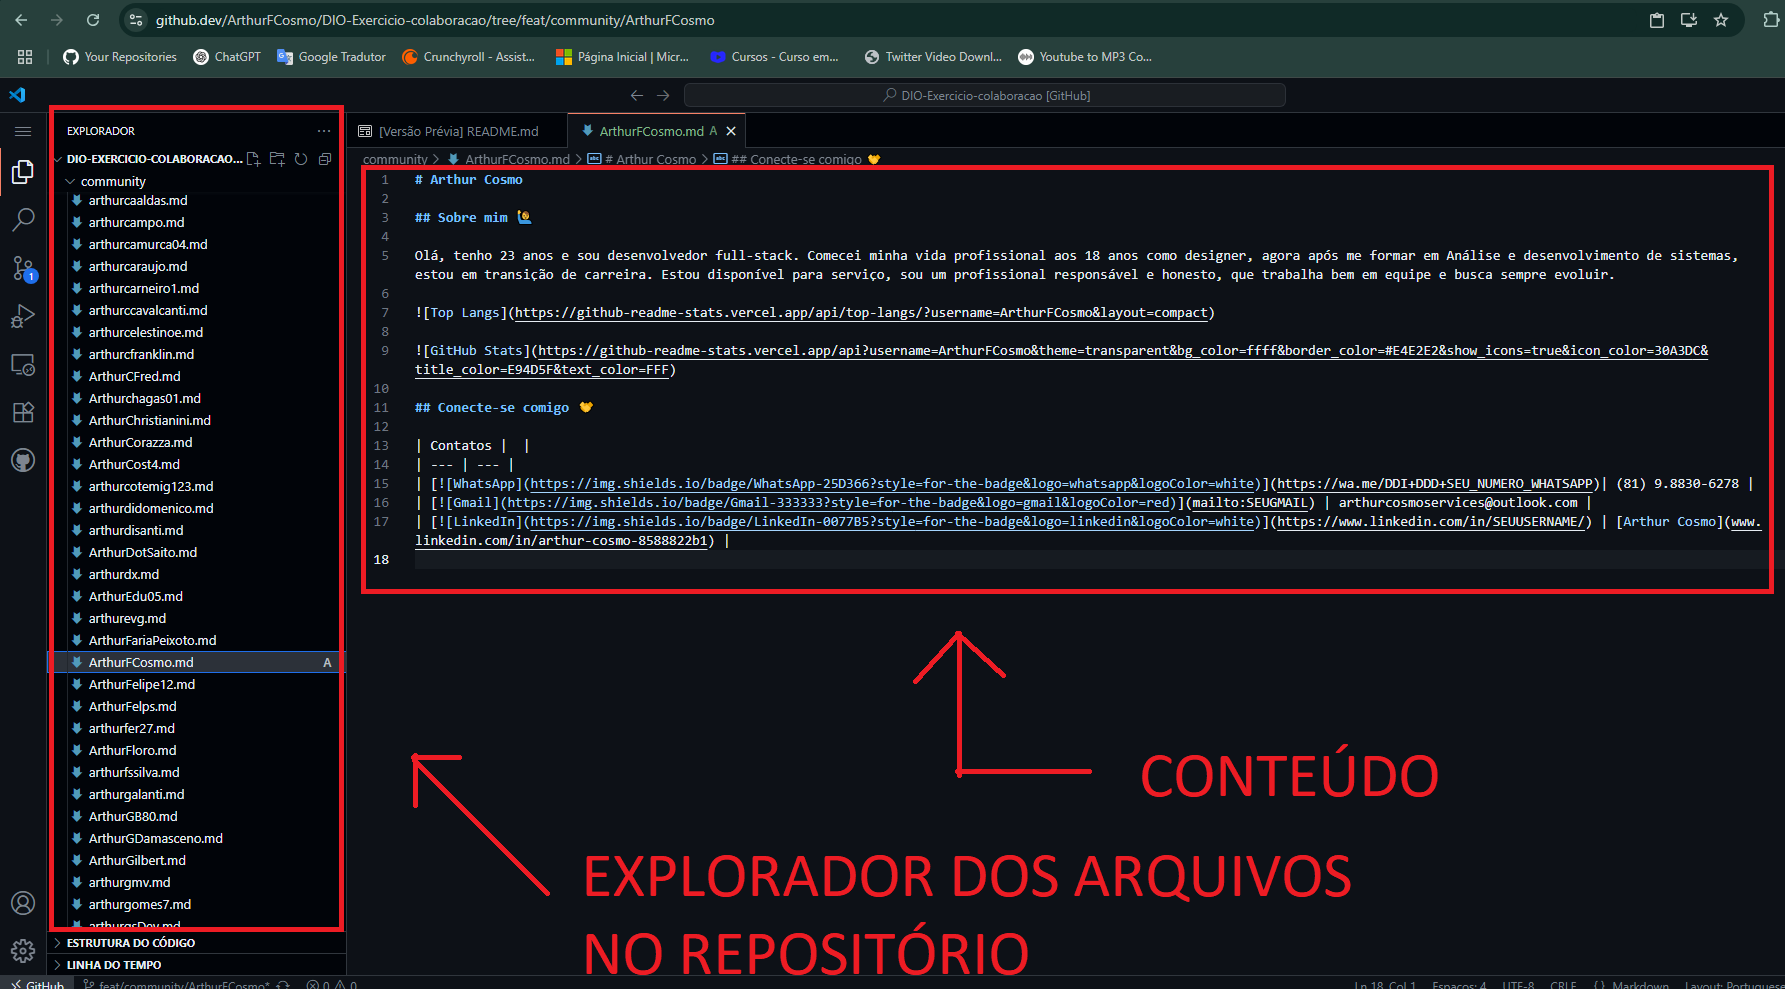 github.dev/ArthurFCosmo/DIO-Exercicio-colaboracao/tree/feat/community/ArthurFCosmo
Your Repositories
ChatGPT
Google Tradutor
Crunchyroll - Assist...
Página Inicial | Micr...
Cursos - Curso em...
Twitter Video Downl...
Youtube to MP3 Co...
DIO-Exercicio-colaboracao [GitHub]
EXPLORADOR
DIO-EXERCICIO-COLABORACAO...
community
arthurcaaldas.md
arthurcampo.md
arthurcamurca04.md
arthurcaraujo.md
1
arthurcarneiro1.md
arthurccavalcanti.md
arthurcelestinoe.md
arthurcfranklin.md
ArthurCFred.md
Arthurchagas01.md
ArthurChristianini.md
ArthurCorazza.md
ArthurCost4.md
arthurcotemig123.md
arthurdidomenico.md
arthurdisanti.md
ArthurDotSaito.md
arthurdx.md
ArthurEdu05.md
arthurevg.md
ArthurFariaPeixoto.md
ArthurFCosmo.md A
ArthurFelipe12.md
ArthurFelps.md
arthurfer27.md
ArthurFloro.md
arthurfssilva.md
arthurgalanti.md
ArthurGB80.md
ArthurGDamasceno.md
ArthurGilbert.md
arthurgmv.md
arthurgomes7.md
arthurgsDev.md
ESTRUTURA DO CÓDIGO
LINHA DO TEMPO
[Versão Prévia] README.md
ArthurFCosmo.md A
community > ArthurFCosmo.md > # Arthur Cosmo > ## Conecte-se comigo 🤝
1 # Arthur Cosmo
2
3 ## Sobre mim 🙋‍♂️
4
5 Olá, tenho 23 anos e sou desenvolvedor full-stack. Comecei minha vida profissional aos 18 anos como designer, agora após me formar em Análise e desenvolvimento de sistemas,
estou em transição de carreira. Estou disponível para serviço, sou um profissional responsável e honesto, que trabalha bem em equipe e busca sempre evoluir.
6
7 ![Top Langs](https://github-readme-stats.vercel.app/api/top-langs/?username=ArthurFCosmo&layout=compact)
8
9 ![GitHub Stats](https://github-readme-stats.vercel.app/api?username=ArthurFCosmo&theme=transparent&bg_color=ffff&border_color=#E4E2E2&show_icons=true&icon_color=30A3DC&
title_color=E94D5F&text_color=FFF)
10
11 ## Conecte-se comigo 🤝
12
13 | Contatos |  |
14 | --- | --- |
15 | [![WhatsApp](https://img.shields.io/badge/WhatsApp-25D366?style=for-the-badge&logo=whatsapp&logoColor=white)](https://wa.me/DDI+DDD+SEU_NUMERO_WHATSAPP)| (81) 9.8830-6278 |
16 | [![Gmail](https://img.shields.io/badge/Gmail-333333?style=for-the-badge&logo=gmail&logoColor=red)](mailto:SEUGMAIL) | arthurcosmoservices@outlook.com |
17 | [![LinkedIn](https://img.shields.io/badge/LinkedIn-0077B5?style=for-the-badge&logo=linkedin&logoColor=white)](https://www.linkedin.com/in/SEUUSERNAME/) | [Arthur Cosmo](www.
linkedin.com/in/arthur-cosmo-8588822b1) |
18
CONTEÚDO
EXPLORADOR DOS ARQUIVOS
NO REPOSITÓRIO
GitHub
feat/community/ArthurFCosmo*
0 0
Ln 18, Col 1
Espaços: 4
UTF-8
CRLF
{ } Markdown
Layout: Portuguese